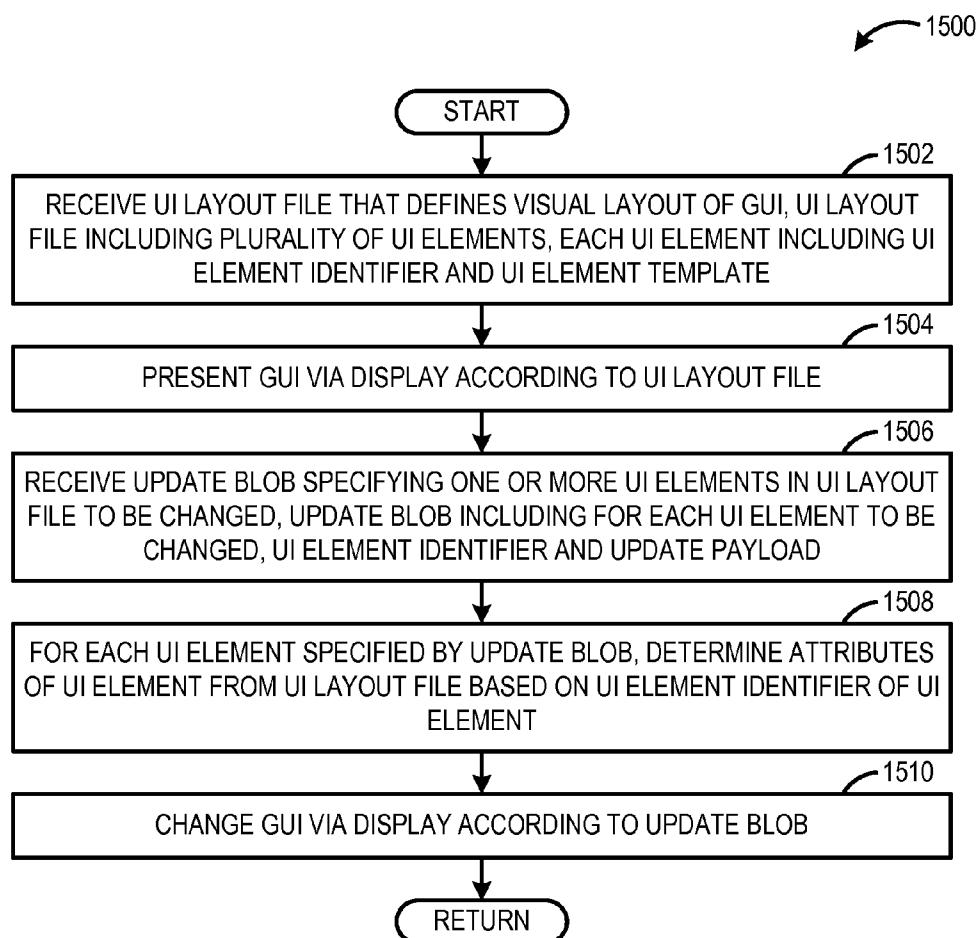 1500
START
1502
RECEIVE UI LAYOUT FILE THAT DEFINES VISUAL LAYOUT OF GUI, UI LAYOUT
FILE INCLUDING PLURALITY OF UI ELEMENTS, EACH UI ELEMENT INCLUDING UI
ELEMENT IDENTIFIER AND UI ELEMENT TEMPLATE
1504
PRESENT GUI VIA DISPLAY ACCORDING TO UI LAYOUT FILE
1506
RECEIVE UPDATE BLOB SPECIFYING ONE OR MORE UI ELEMENTS IN UI LAYOUT
FILE TO BE CHANGED, UPDATE BLOB INCLUDING FOR EACH UI ELEMENT TO BE
CHANGED, UI ELEMENT IDENTIFIER AND UPDATE PAYLOAD
1508
FOR EACH UI ELEMENT SPECIFIED BY UPDATE BLOB, DETERMINE ATTRIBUTES
OF UI ELEMENT FROM UI LAYOUT FILE BASED ON UI ELEMENT IDENTIFIER OF UI
ELEMENT
1510
CHANGE GUI VIA DISPLAY ACCORDING TO UPDATE BLOB
RETURN